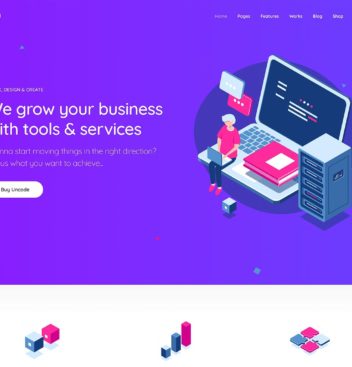 Home Pages Features Works Blog Shop
, DESIGN & CREATE
We grow your business
ith tools & services
nna start moving things in the right direction?
us what you want to achieve..
Buy Uncode